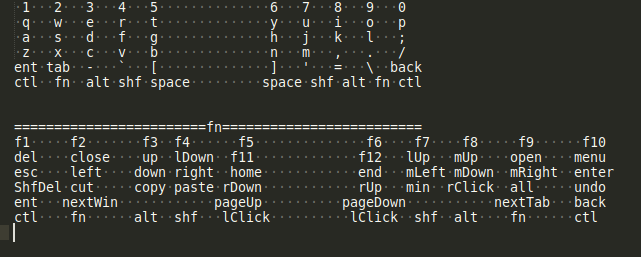 1 2 3 4 5 6 7 8 9 0
q w e r t y u i o p
a s d f g h j k l ;
z x c v b n m , . /
ent tab - ` [ ] ' = \ back
ctl fn alt shf space space shf alt fn ctl
========================fn=========================
f1 f2 f3 f4 f5 f6 f7 f8 f9 f10
del close up lDown f11 f12 lUp mUp open menu
esc left down right home end mLeft mDown mRight enter
ShfDel cut copy paste rDown rUp min rClick all undo
ent nextWin pageUp pageDown nextTab back
ctl fn alt shf lClick lClick shf alt fn ctl